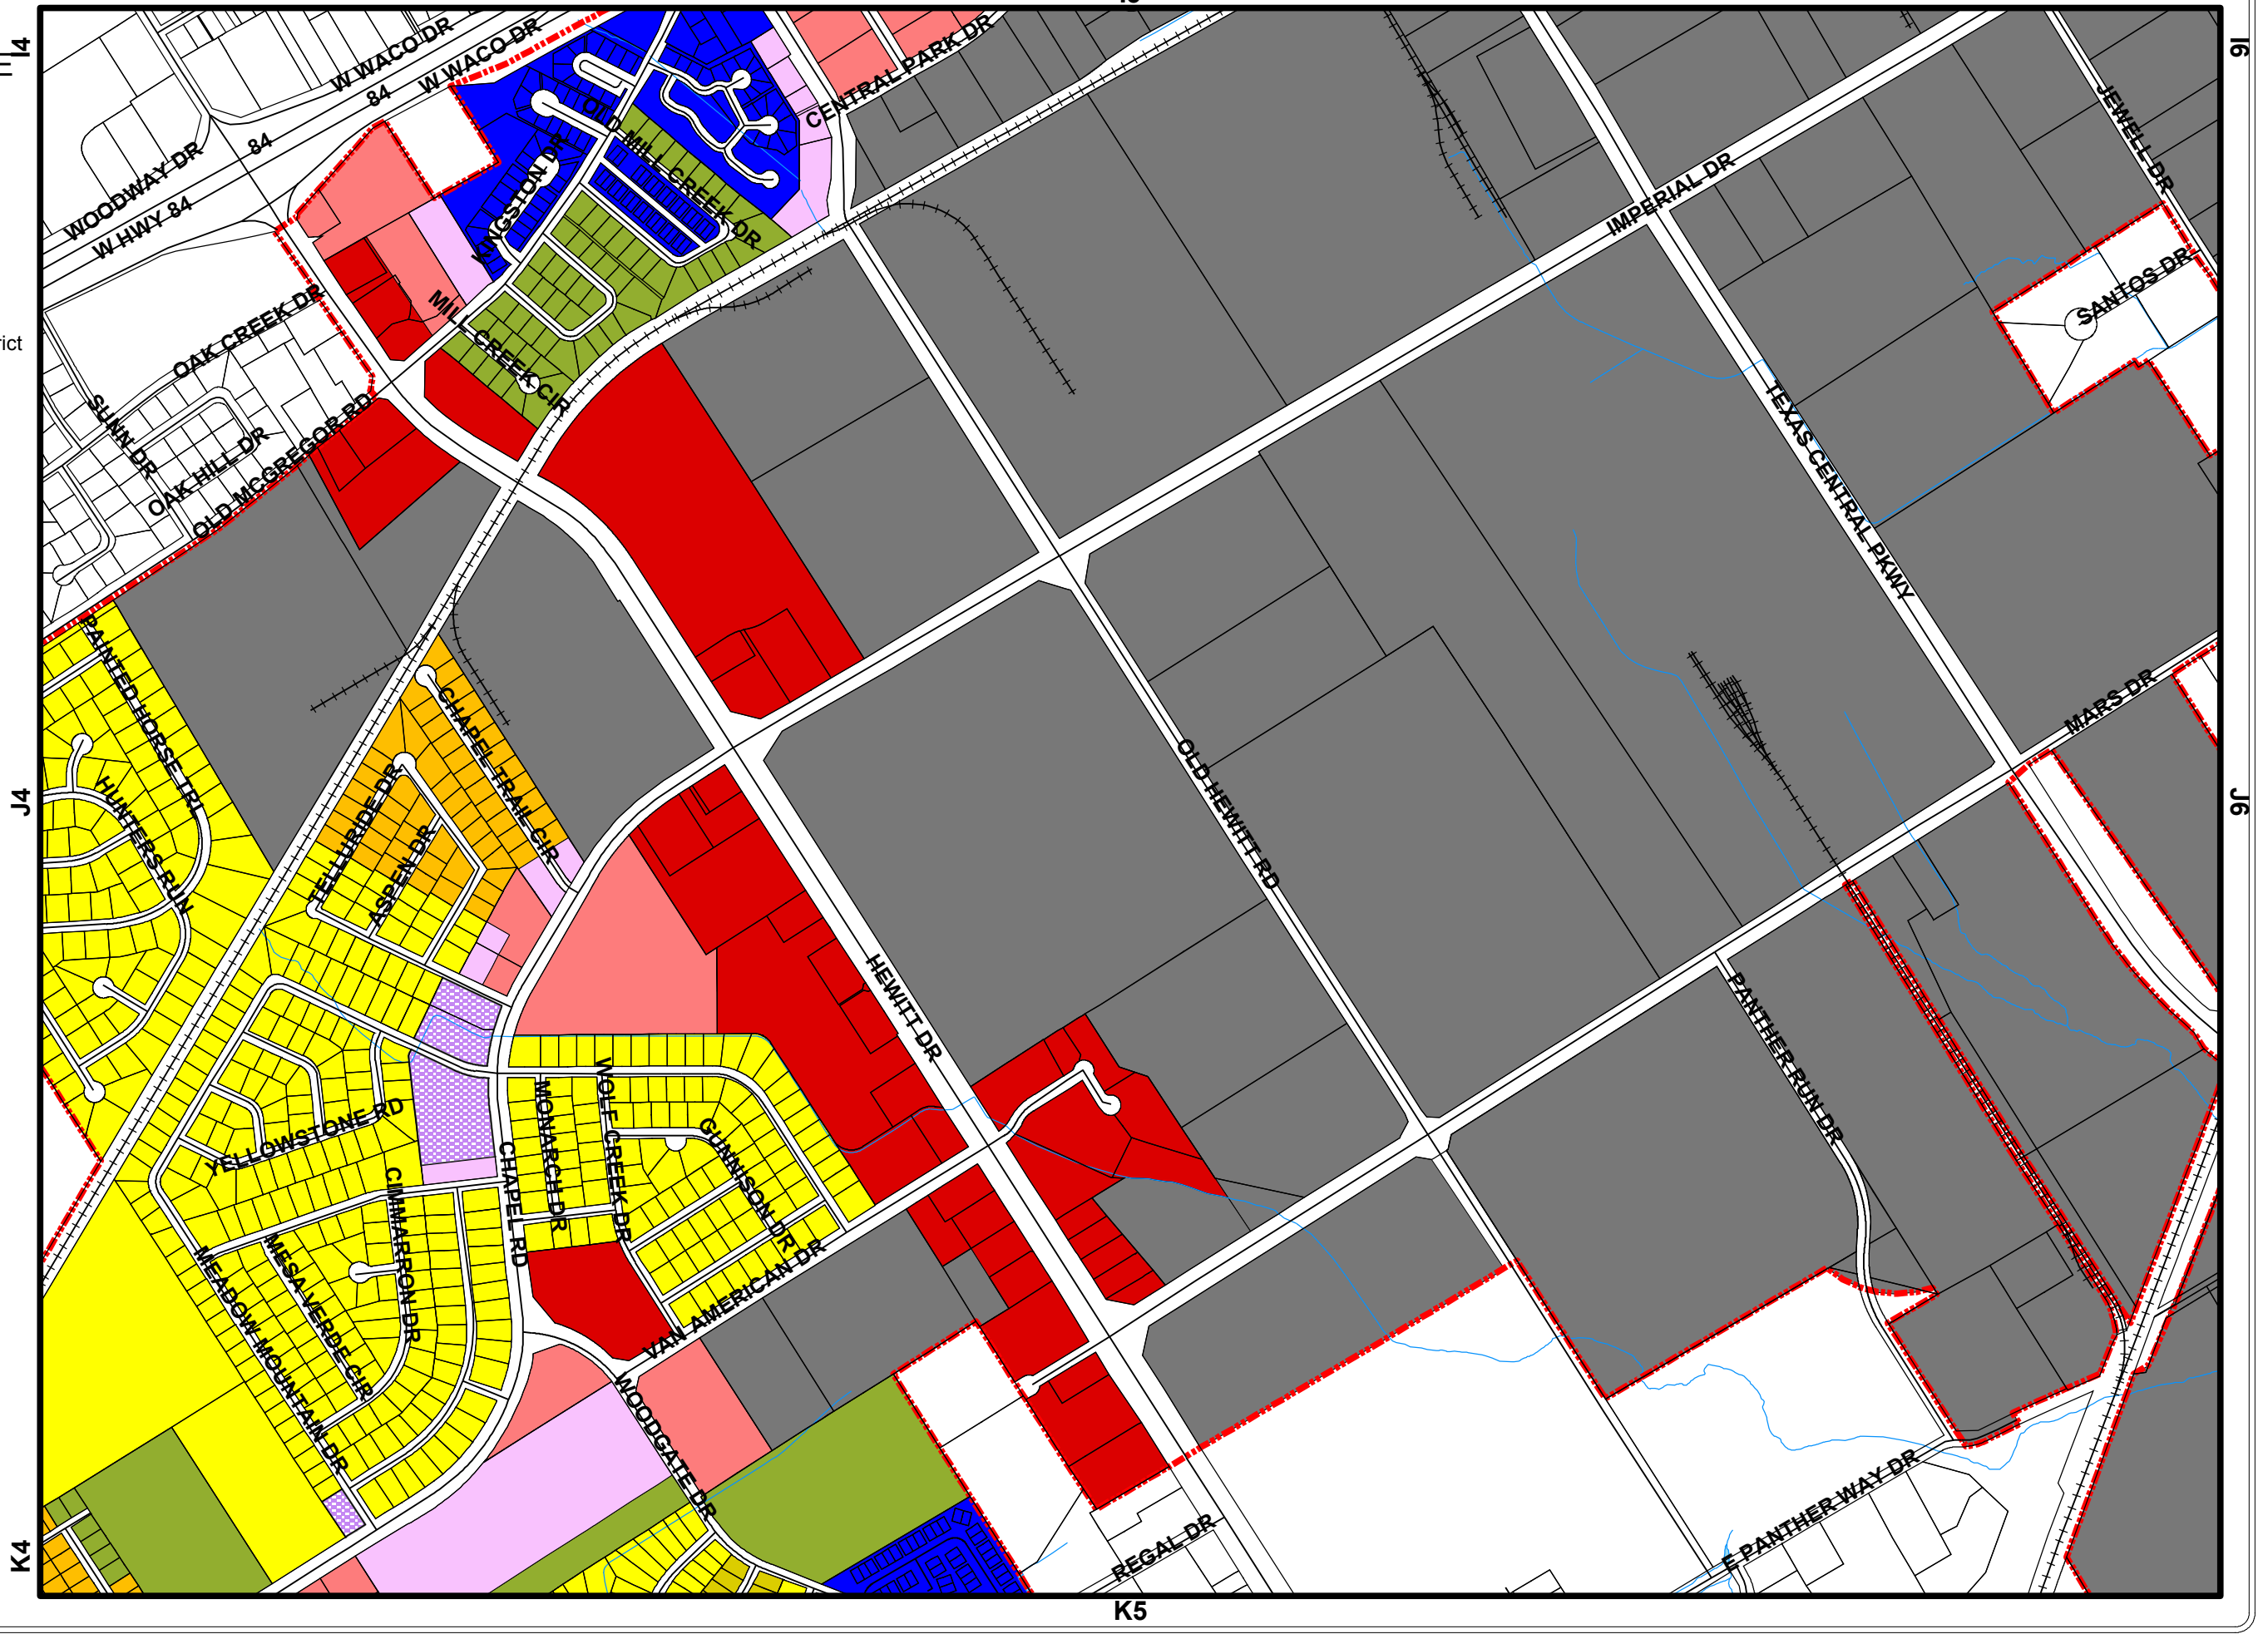 I4
I6
W WACO DR
84
W WACO DR
84
WOODWAY DR
W HWY 84
CENTRAL PARK DR
OLD MILL CREEK DR
KINGSTON DR
MILL CREEK CIR
IMPERIAL DR
JEWELL DR
SANTOS DR
rict
OAK CREEK DR
SUNN DR
OAK HILL DR
OLD MCGREGOR RD
TEXAS CENTRAL PKWY
MARS DR
PAINTED HORSE TRL
CHAPEL TRAIL CIR
J4
J6
HUNTERS RUN
TELLURIDE DR
ASPEN DR
OLD HEWITT RD
HEWITT DR
PANTHER RUN DR
YELLOWSTONE RD
MONARCH DR
WOLF CREEK DR
GUNNISON DR
CHAPEL RD
CIMMARRON DR
MESA VERDE CIR
MEADOW MOUNTAIN DR
VAN AMERICAN DR
WOODGATE DR
E PANTHER WAY DR
REGAL DR
K4
K5